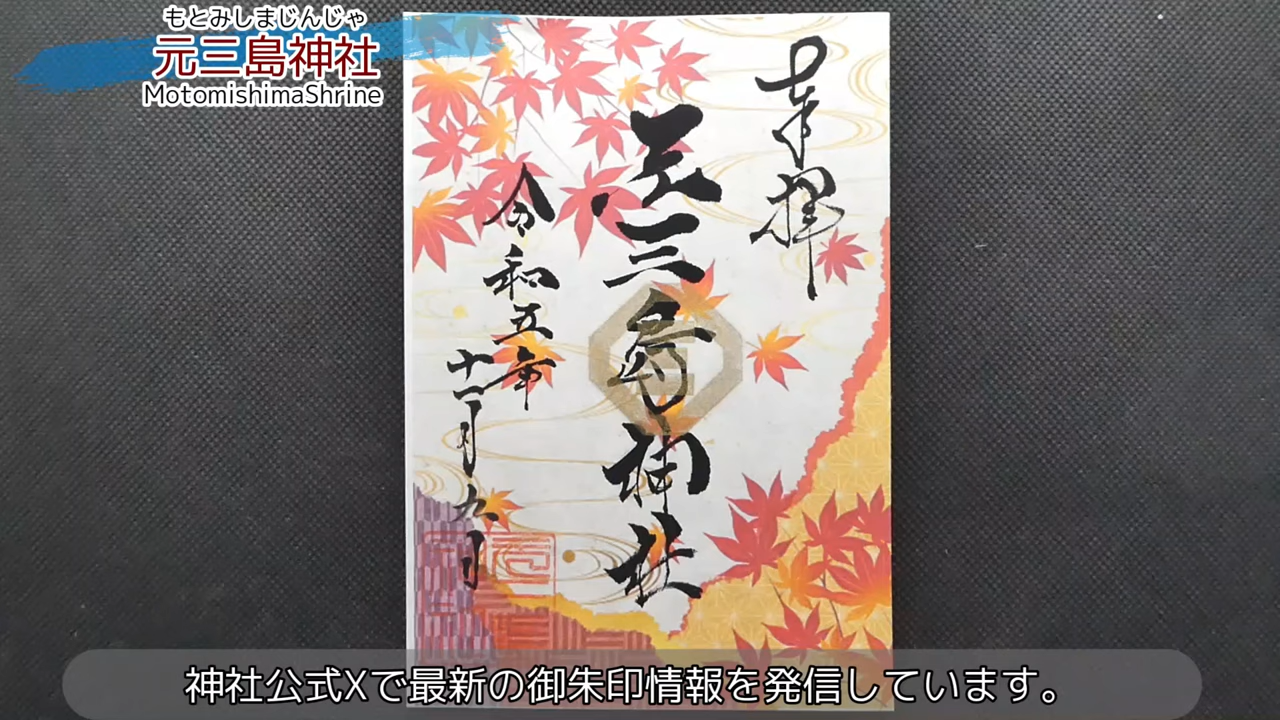 もとみしまじんじゃ
元三島神社
MotomishimaShrine
奉拝
元三島神社
令和五年
十一月九日
神社公式Xで最新の御朱印情報を発信しています。